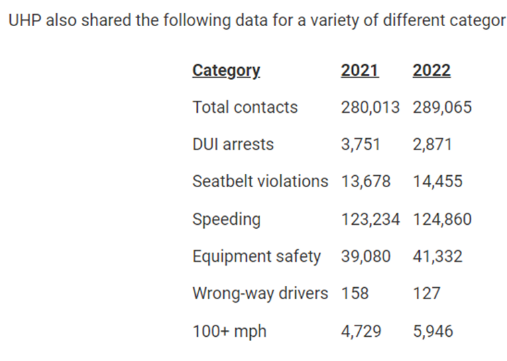 UHP also shared the following data for a variety of different categor
Category 2021 2022
Total contacts 280,013 289,065
DUI arrests 3,751 2,871
Seatbelt violations 13,678 14,455
Speeding 123,234 124,860
Equipment safety 39,080 41,332
Wrong-way drivers 158 127
100+ mph 4,729 5,946